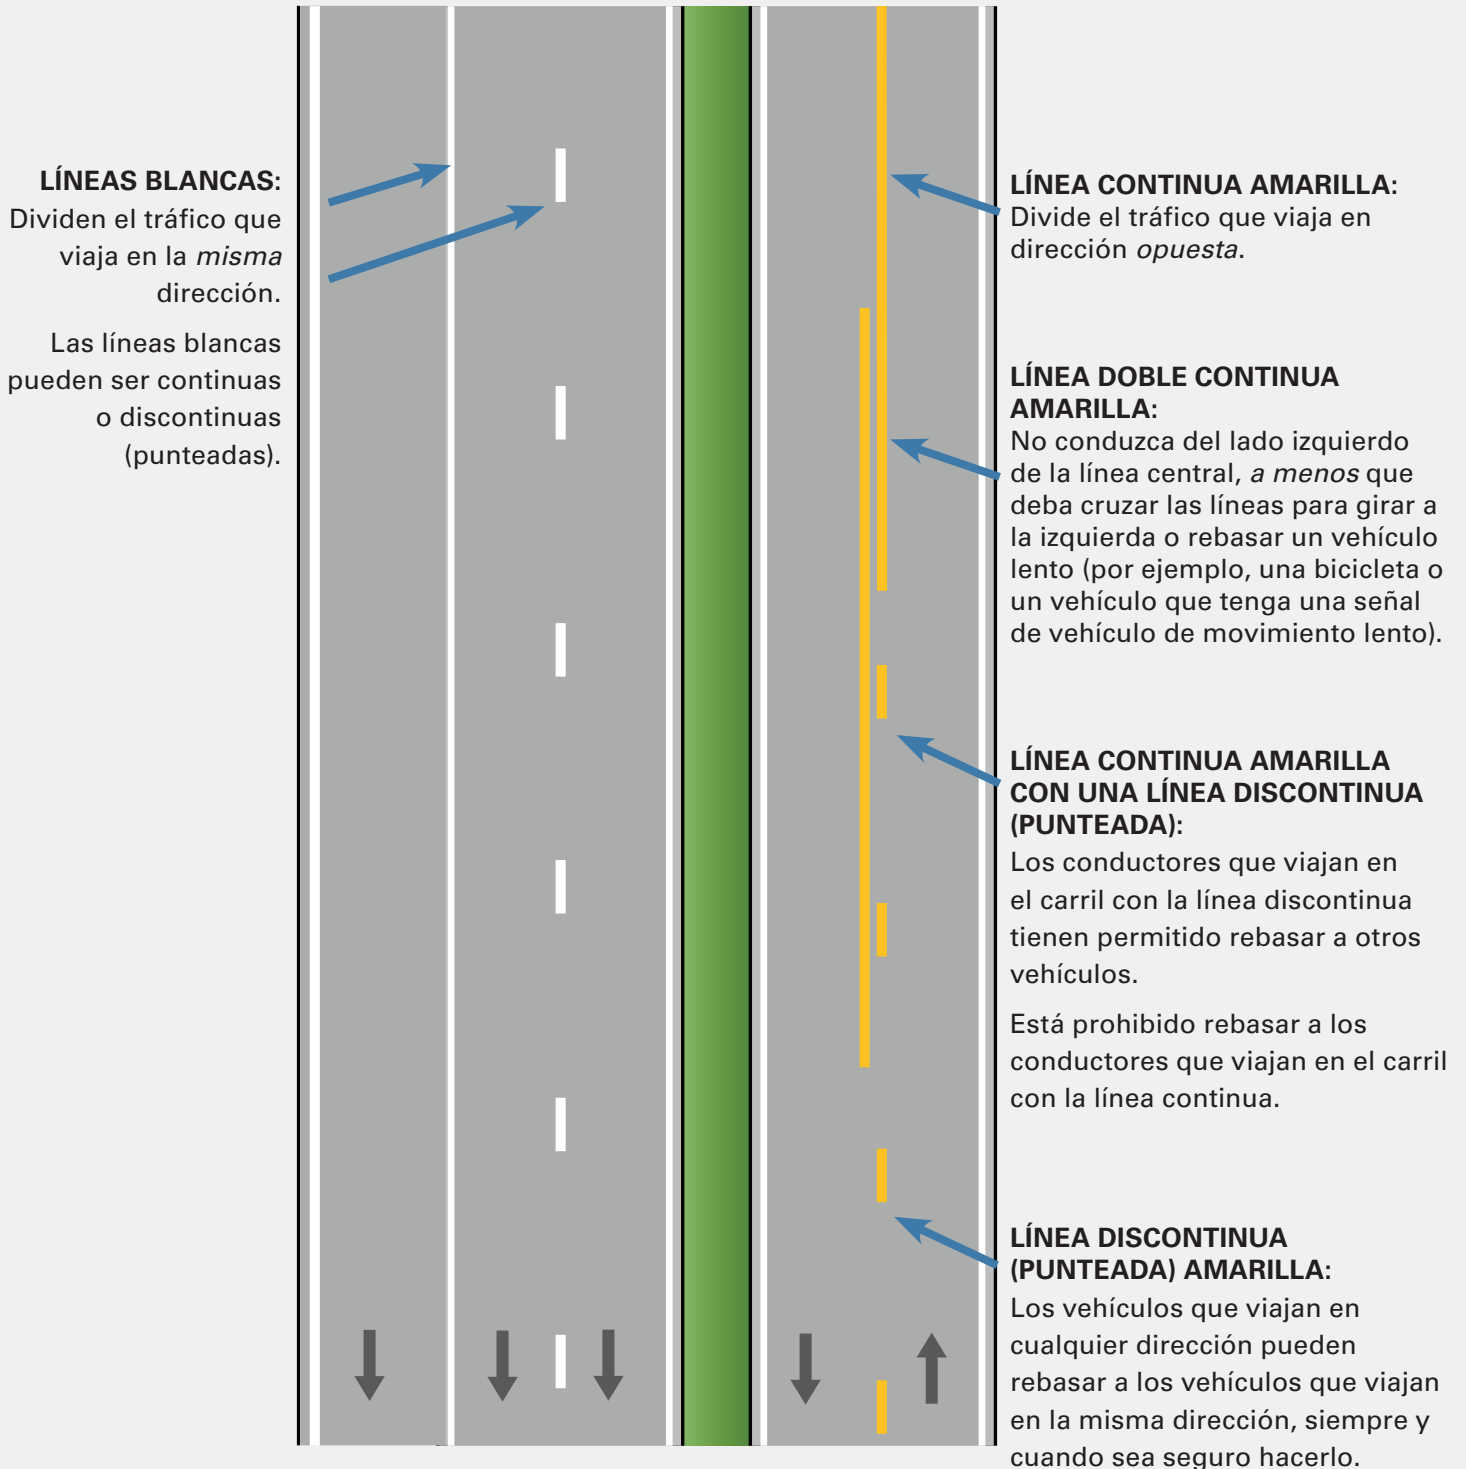 LÍNEAS BLANCAS:
Dividen el tráfico que
viaja en la misma
dirección.
Las líneas blancas
pueden ser continuas
o discontinuas
(punteadas).
LÍNEA CONTINUA AMARILLA:
Divide el tráfico que viaja en
dirección opuesta.
LÍNEA DOBLE CONTINUA
AMARILLA:
No conduzca del lado izquierdo
de la línea central, a menos que
deba cruzar las líneas para girar a
la izquierda o rebasar un vehículo
lento (por ejemplo, una bicicleta o
un vehículo que tenga una señal
de vehículo de movimiento lento).
LÍNEA CONTINUA AMARILLA
CON UNA LÍNEA DISCONTINUA
(PUNTEADA):
Los conductores que viajan en
el carril con la línea discontinua
tienen permitido rebasar a otros
vehículos.
Está prohibido rebasar a los
conductores que viajan en el carril
con la línea continua.
LÍNEA DISCONTINUA
(PUNTEADA) AMARILLA:
Los vehículos que viajan en
cualquier dirección pueden
rebasar a los vehículos que viajan
en la misma dirección, siempre y
cuando sea seguro hacerlo.